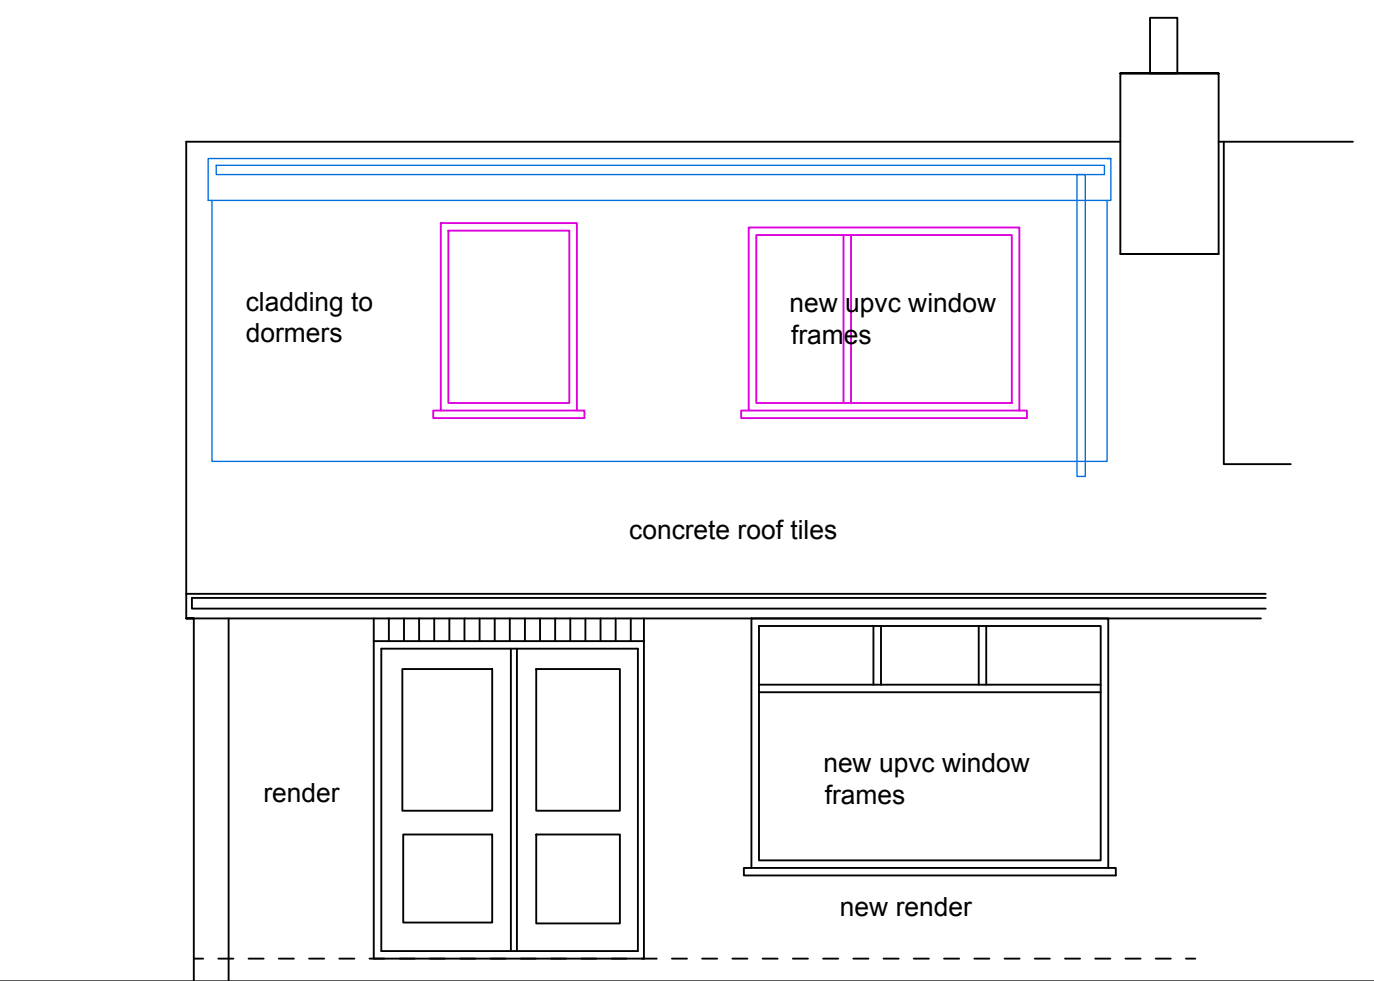 cladding to
dormers
new upvc window
frames
concrete roof tiles
new upvc window
frames
render
new render